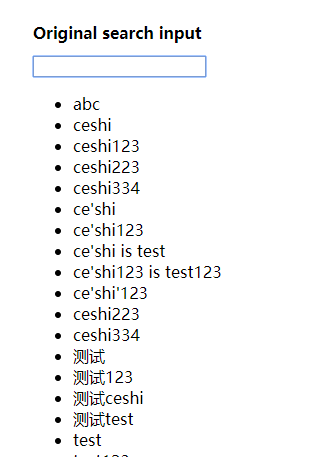 Original search input
abc
ceshi
ceshi123
ceshi223
ceshi334
ce'shi
ce'shi123
ce'shi is test
ce'shi123 is test123
ce'shi'123
ceshi223
ceshi334
测试
测试123
测试ceshi
测试test
test